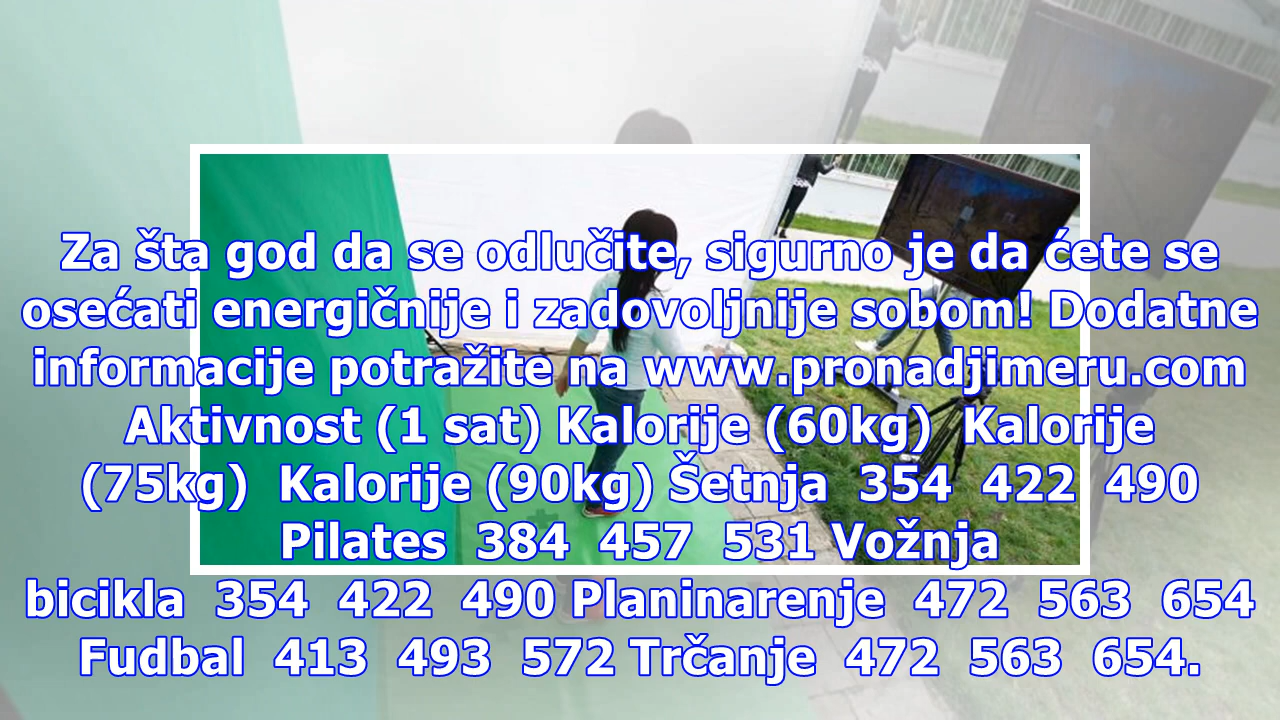 Za šta god da se odlučite, sigurno je da ćete se
osećati energičnije i zadovoljnije sobom! Dodatne
informacije potražite na www.pronadjimeru.com
Aktivnost (1 sat) Kalorije (60kg)  Kalorije
(75kg)  Kalorije (90kg) Šetnja  354  422  490
Pilates  384  457  531 Vožnja
bicikla  354  422  490 Planinarenje  472  563  654
Fudbal  413  493  572 Trčanje  472  563  654.